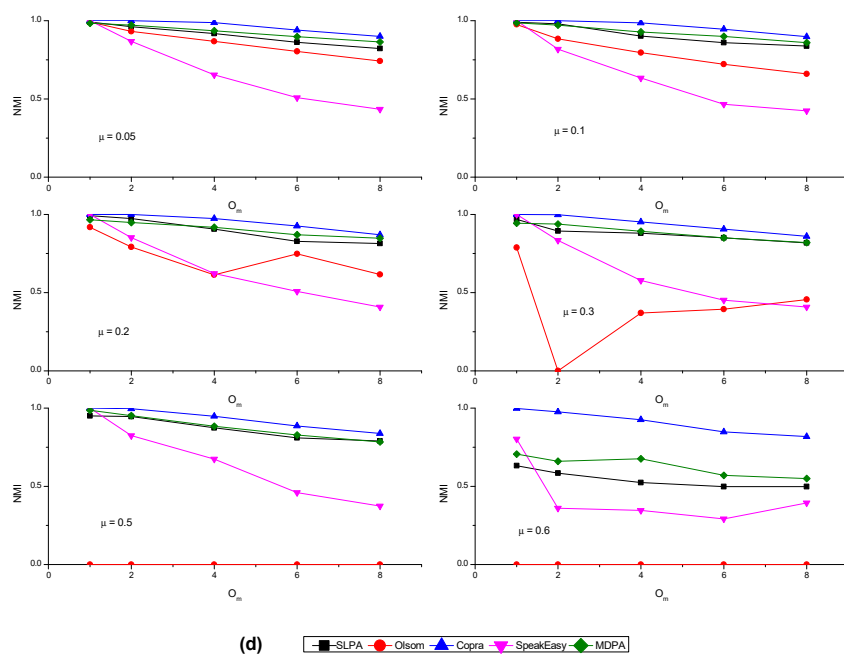 1.0 1.0
NMI 0.5 NMI 0.5
μ = 0.05 μ = 0.1
0.0 0.0
0 2 4 6 8 0 2 4 6 8
O_m O_m
1.0 1.0
NMI 0.5 NMI 0.5
μ = 0.2 μ = 0.3
0.0 0.0
0 2 4 6 8 0 2 4 6 8
O_m O_m
1.0 1.0
NMI 0.5 NMI 0.5
μ = 0.5 μ = 0.6
0.0 0.0
0 2 4 6 8 0 2 4 6 8
O_m O_m
(d) SLPA Olsom Copra SpeakEasy MDPA